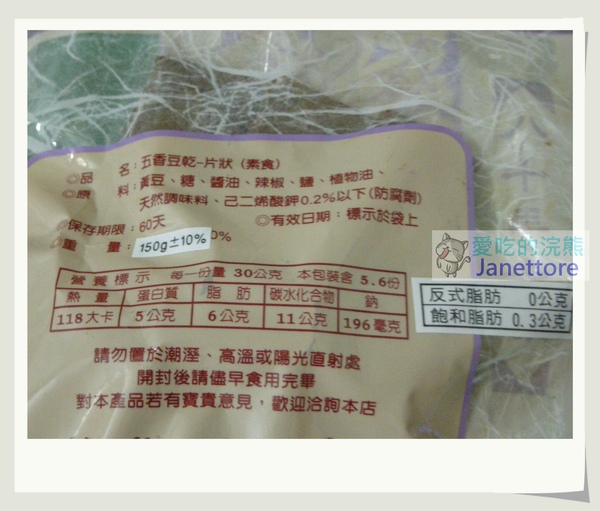 ◎品　名：五香豆乾-片狀（素食）
◎原　料：黃豆、糖、醬油、辣椒、鹽、植物油、
天然調味料、己二烯酸鉀0.2%以下(防腐劑)
◎保存期限：60天　◎有效日期：標示於袋上
◎重　量：150g±10%　0%
營養標示　每一份量 30公克　本包裝含 5.6份
熱量　蛋白質　脂肪　碳水化合物　鈉
118大卡　5公克　6公克　11公克　196毫克
反式脂肪　0公克
飽和脂肪　0.3公克
請勿置於潮溼、高溫或陽光直射處
開封後請儘早食用完畢
對本產品若有寶貴意見，歡迎洽詢本店
愛吃的浣熊
Janettore